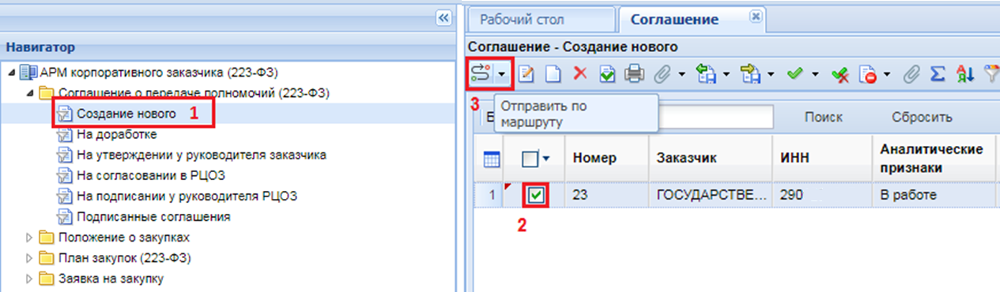 Навигатор
АРМ корпоративного заказчика (223-ФЗ)
Соглашение о передаче полномочий (223-ФЗ)
Создание нового 1
На доработке
На утверждении у руководителя заказчика
На согласовании в РЦОЗ
На подписании у руководителя РЦОЗ
Подписанные соглашения
Положение о закупках
План закупок (223-ФЗ)
Заявка на закупку
Рабочий стол Соглашение
Соглашение - Создание нового
3 Отправить по
маршруту
Поиск Сбросить
Номер Заказчик ИНН Аналитические
признаки
1 23 ГОСУДАРСТВЕ... 290 В работе
2